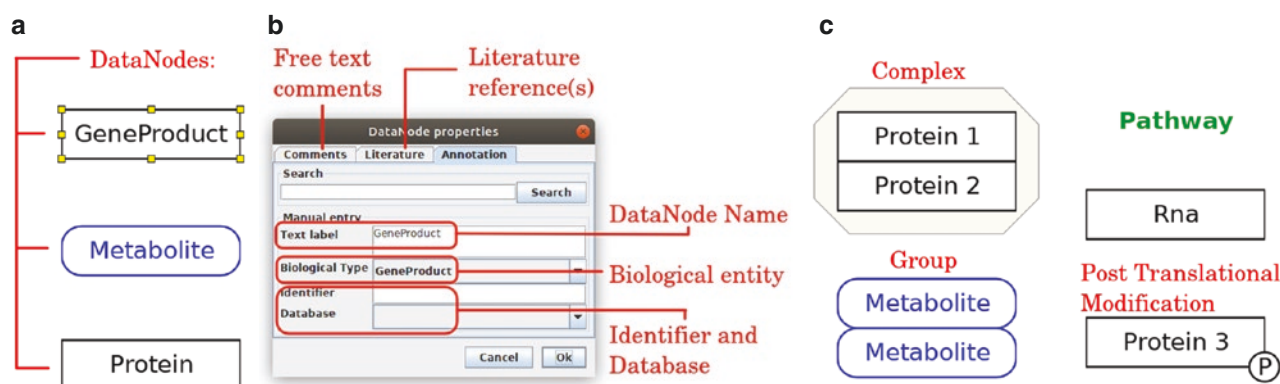 a
DataNodes:
GeneProduct
Metabolite
Protein
b
Free text
comments
Literature
reference(s)
DataNode properties
Comments Literature Annotation
Search
Search
Manual entry
Text label GeneProduct
Biological Type GeneProduct
Identifier
Database
Cancel Ok
DataNode Name
Biological entity
Identifier and
Database
c
Complex
Protein 1
Protein 2
Group
Metabolite
Metabolite
Pathway
Rna
Post Translational
Modification
Protein 3
P